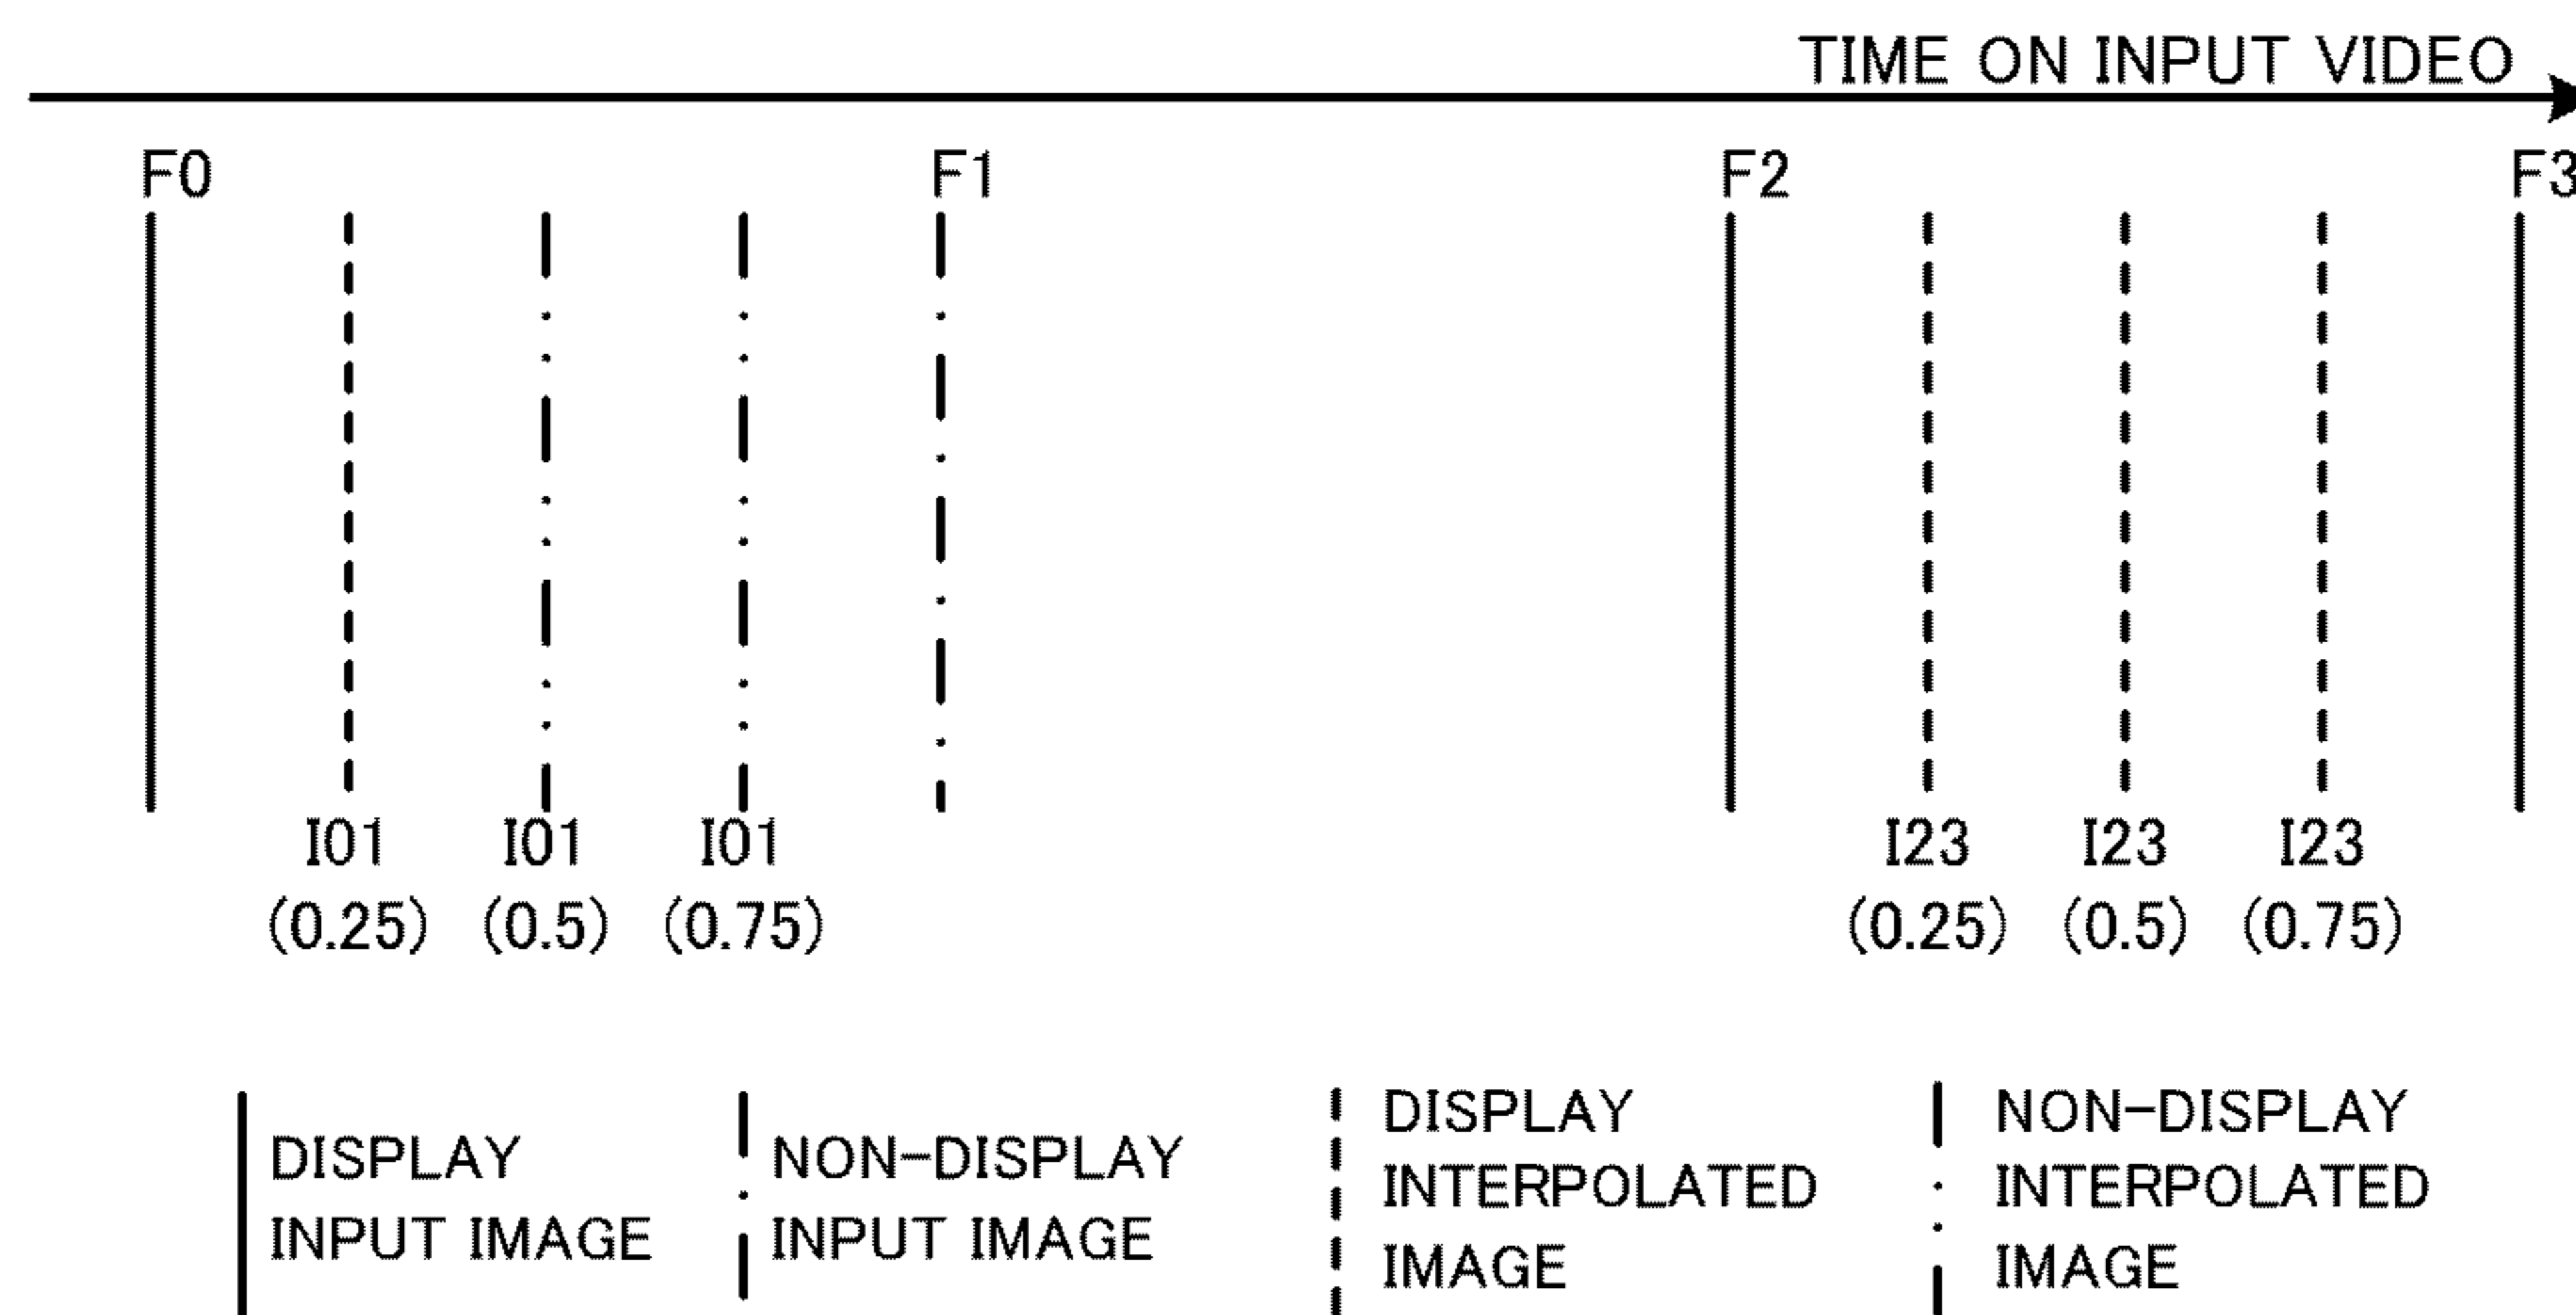 TIME ON INPUT VIDEO
F0 F1 F2 F3
I01 I01 I01 I23 I23 I23
(0.25) (0.5) (0.75) (0.25) (0.5) (0.75)
DISPLAY
INPUT IMAGE
NON-DISPLAY
INPUT IMAGE
DISPLAY
INTERPOLATED
IMAGE
NON-DISPLAY
INTERPOLATED
IMAGE